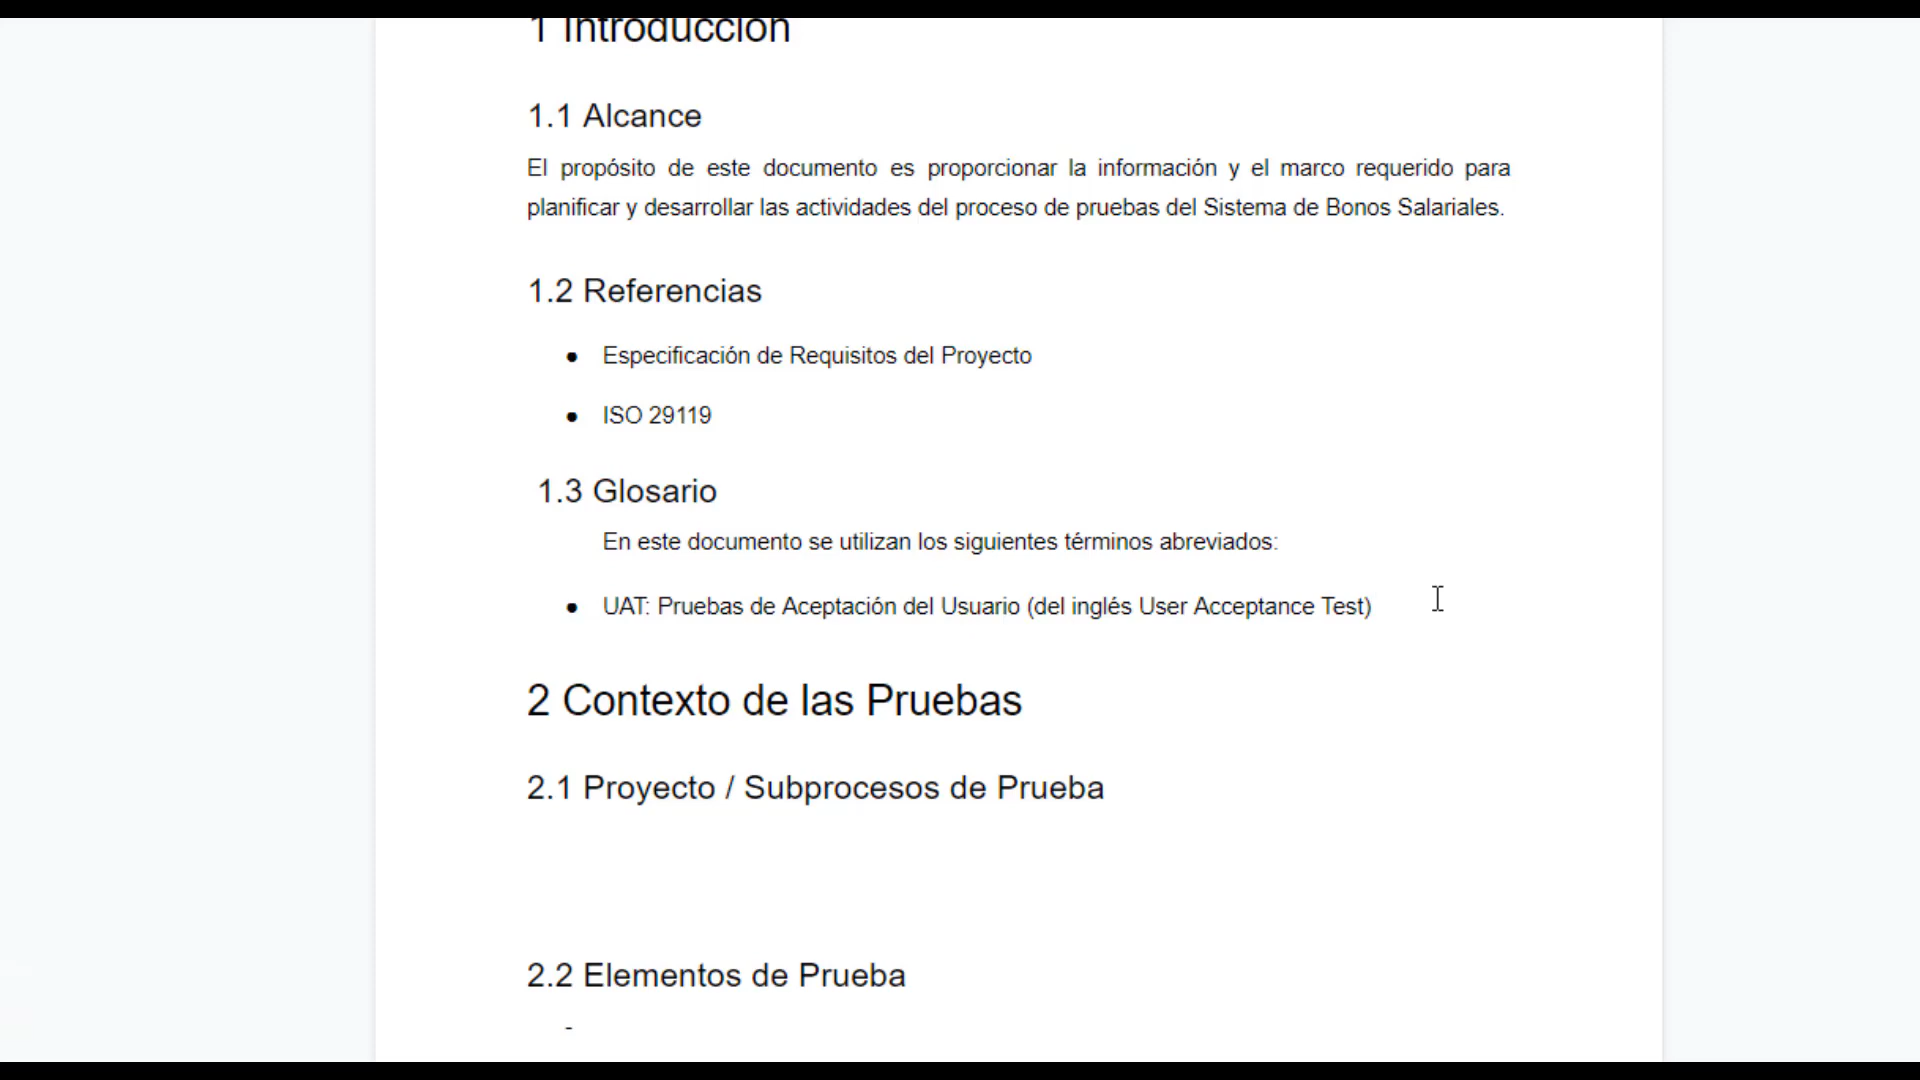 1 Introducción
1.1 Alcance
El propósito de este documento es proporcionar la información y el marco requerido para
planificar y desarrollar las actividades del proceso de pruebas del Sistema de Bonos Salariales.
1.2 Referencias
● Especificación de Requisitos del Proyecto
● ISO 29119
1.3 Glosario
En este documento se utilizan los siguientes términos abreviados:
● UAT: Pruebas de Aceptación del Usuario (del inglés User Acceptance Test)
2 Contexto de las Pruebas
2.1 Proyecto / Subprocesos de Prueba
2.2 Elementos de Prueba
-